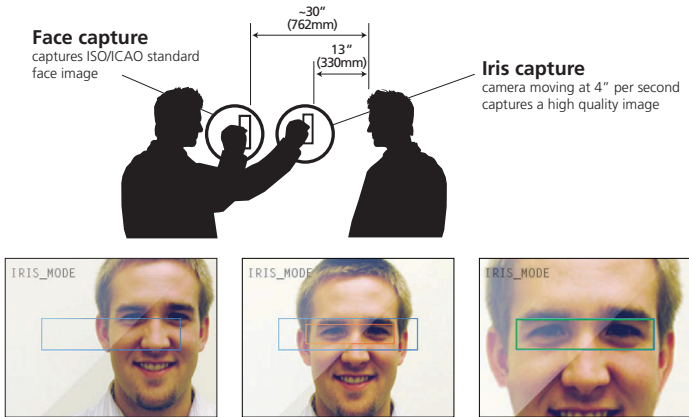 ~30”
(762mm)
Face capture
captures ISO/ICAO standard
face image
13”
(330mm)
Iris capture
camera moving at 4” per second
captures a high quality image
IRIS_MODE
IRIS_MODE
IRIS_MODE